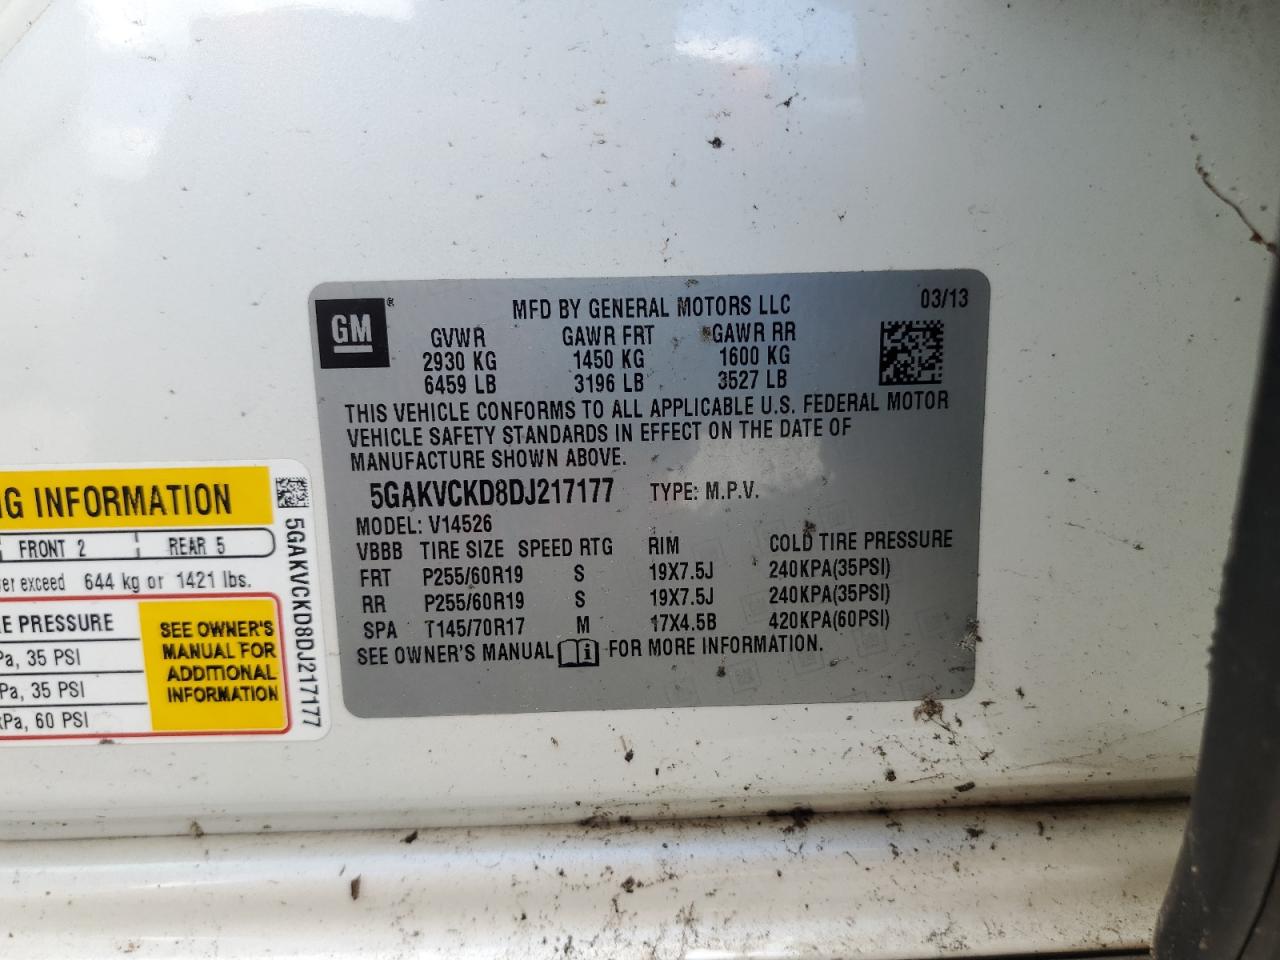 GM ®
MFD BY GENERAL MOTORS LLC 03/13
GVWR GAWR FRT GAWR RR
2930 KG 1450 KG 1600 KG
6459 LB 3196 LB 3527 LB
THIS VEHICLE CONFORMS TO ALL APPLICABLE U.S. FEDERAL MOTOR
VEHICLE SAFETY STANDARDS IN EFFECT ON THE DATE OF
MANUFACTURE SHOWN ABOVE.
5GAKVCKD8DJ217177 TYPE: M.P.V.
MODEL: V14526
VBBB TIRE SIZE SPEED RTG RIM COLD TIRE PRESSURE
FRT P255/60R19 S 19X7.5J 240KPA(35PSI)
RR P255/60R19 S 19X7.5J 240KPA(35PSI)
SPA T145/70R17 M 17X4.5B 420KPA(60PSI)
SEE OWNER'S MANUAL i FOR MORE INFORMATION.
G INFORMATION
FRONT 2 REAR 5
er exceed 644 kg or 1421 lbs.
E PRESSURE
Pa, 35 PSI
Pa, 35 PSI
kPa, 60 PSI
SEE OWNER'S
MANUAL FOR
ADDITIONAL
INFORMATION
5GAKVCKD8DJ217177